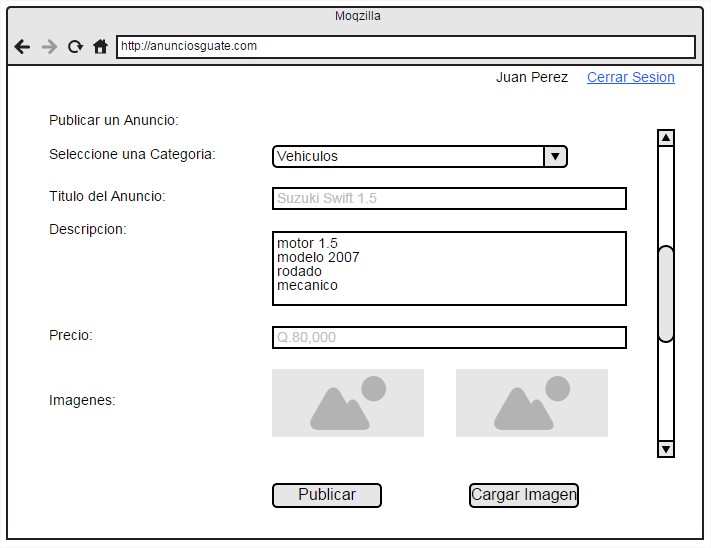 Moqzilla
http://anunciosguate.com
Juan Perez Cerrar Sesion
Publicar un Anuncio:
Seleccione una Categoria: Vehiculos
Titulo del Anuncio: Suzuki Swift 1.5
Descripcion:
motor 1.5
modelo 2007
rodado
mecanico
Precio: Q.80,000
Imagenes:
Publicar Cargar Imagen